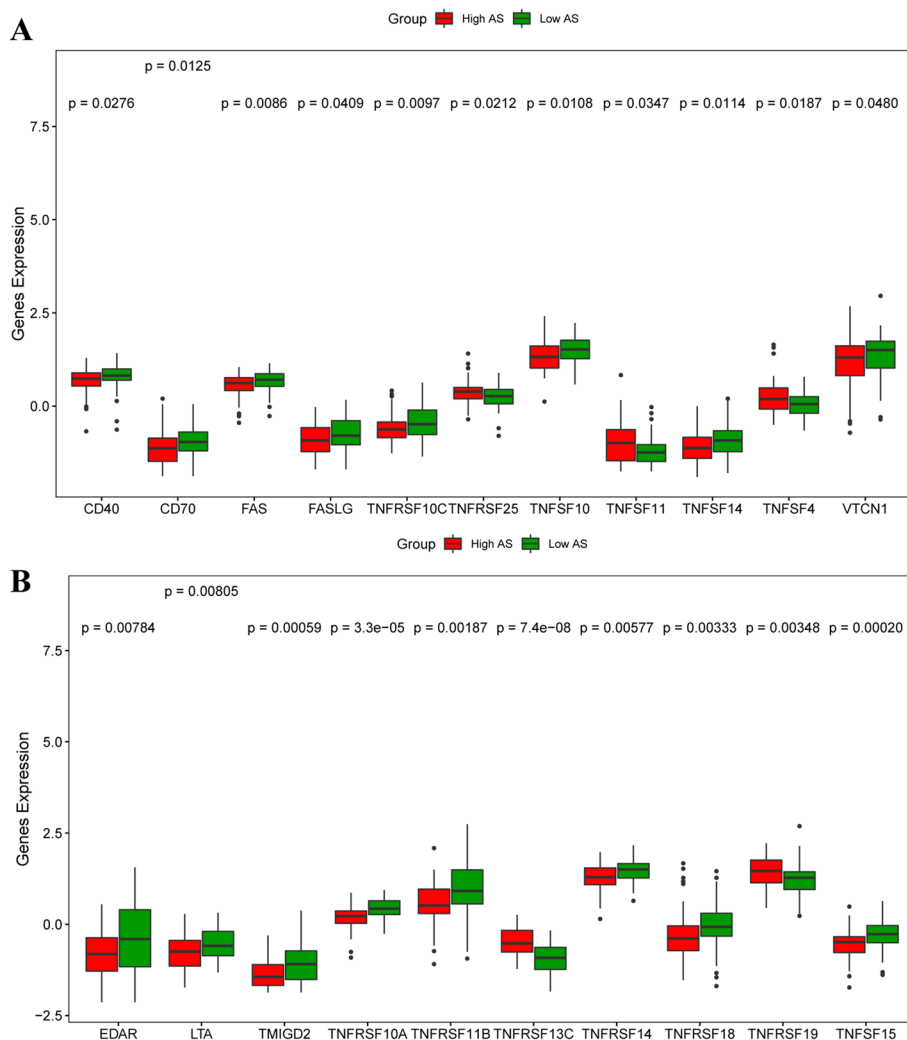 A
Group High AS Low AS
p = 0.0125
p = 0.0276 p = 0.0086 p = 0.0409 p = 0.0097 p = 0.0212 p = 0.0108 p = 0.0347 p = 0.0114 p = 0.0187 p = 0.0480
7.5
5.0
Genes Expression
2.5
0.0
CD40 CD70 FAS FASLG TNFRSF10C TNFRSF25 TNFSF10 TNFSF11 TNFSF14 TNFSF4 VTCN1
Group High AS Low AS
B
p = 0.00805
p = 0.00784 p = 0.00059 p = 3.3e−05 p = 0.00187 p = 7.4e−08 p = 0.00577 p = 0.00333 p = 0.00348 p = 0.00020
7.5
5.0
Genes Expression
2.5
0.0
−2.5
EDAR LTA TMIGD2 TNFRSF10A TNFRSF11B TNFRSF13C TNFRSF14 TNFRSF18 TNFRSF19 TNFSF15